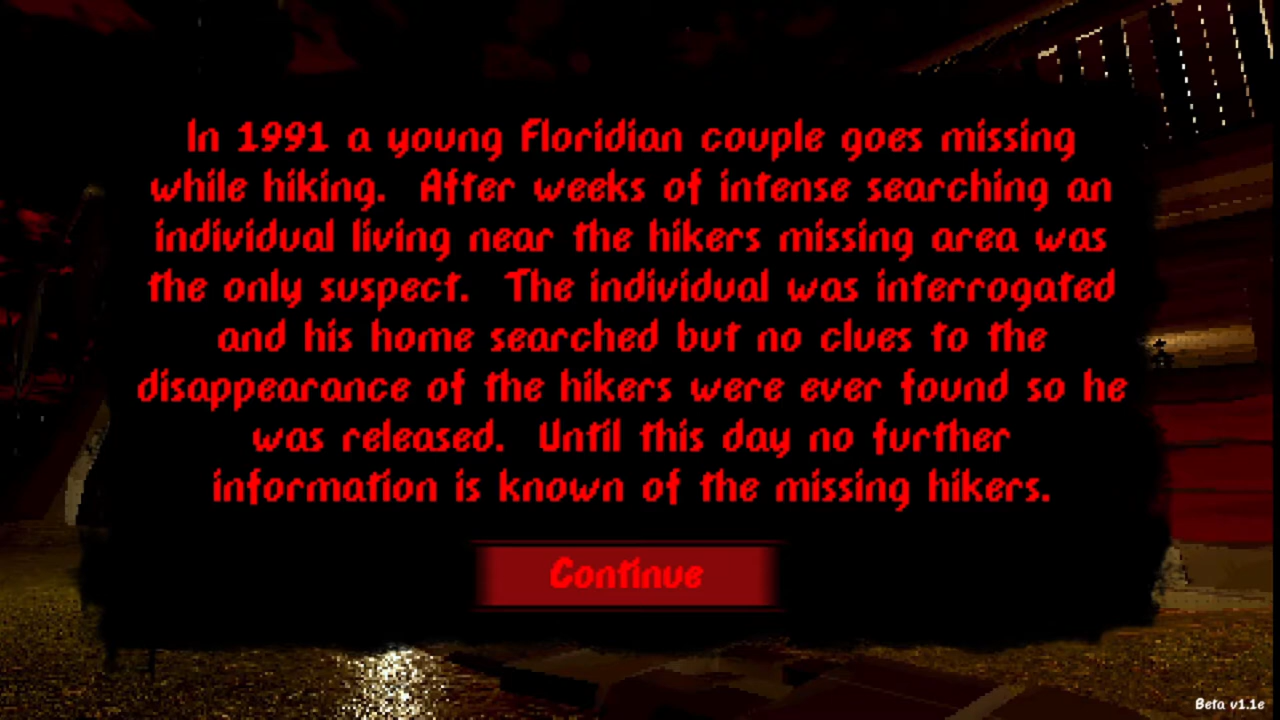 In 1991 a young Floridian couple goes missing
while hiking.  After weeks of intense searching an
individual living near the hikers missing area was
the only suspect.  The individual was interrogated
and his home searched but no clues to the
disappearance of the hikers were ever found so he
was released.  Until this day no further
information is known of the missing hikers.
Continue
Beta v1.1e